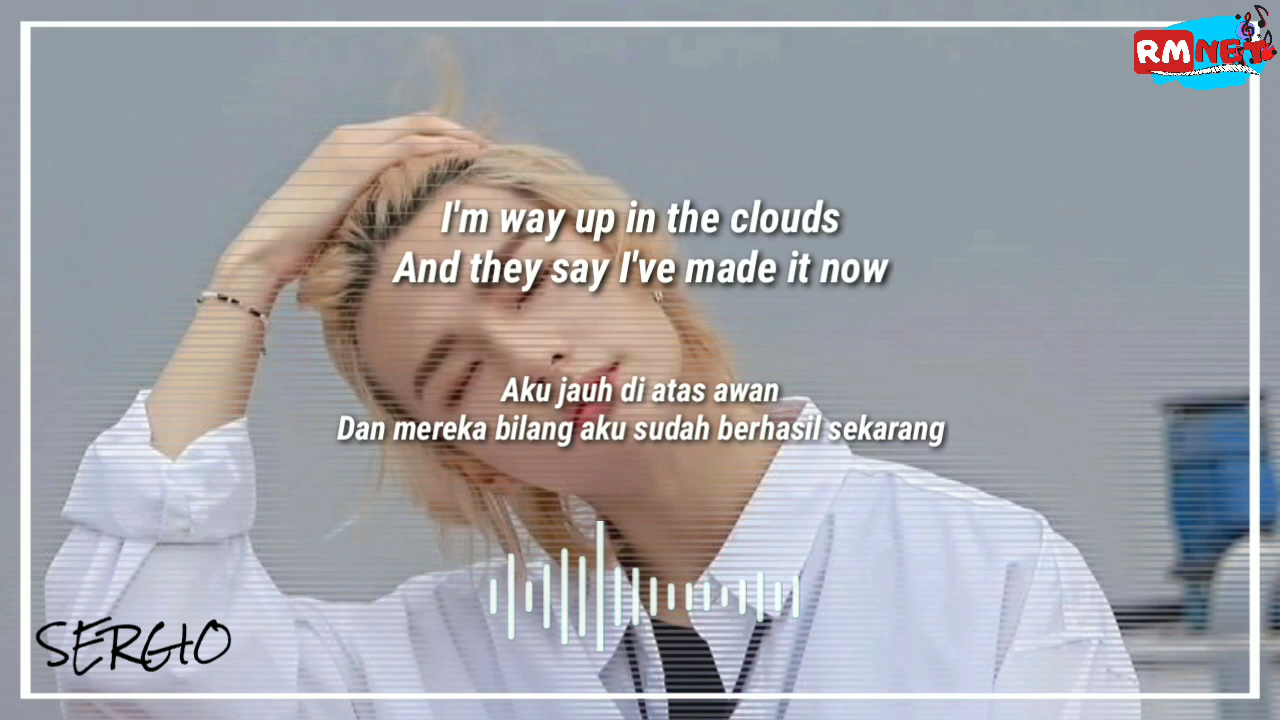 RMNET
I'm way up in the clouds
And they say I've made it now
Aku jauh di atas awan
Dan mereka bilang aku sudah berhasil sekarang
SERGIO